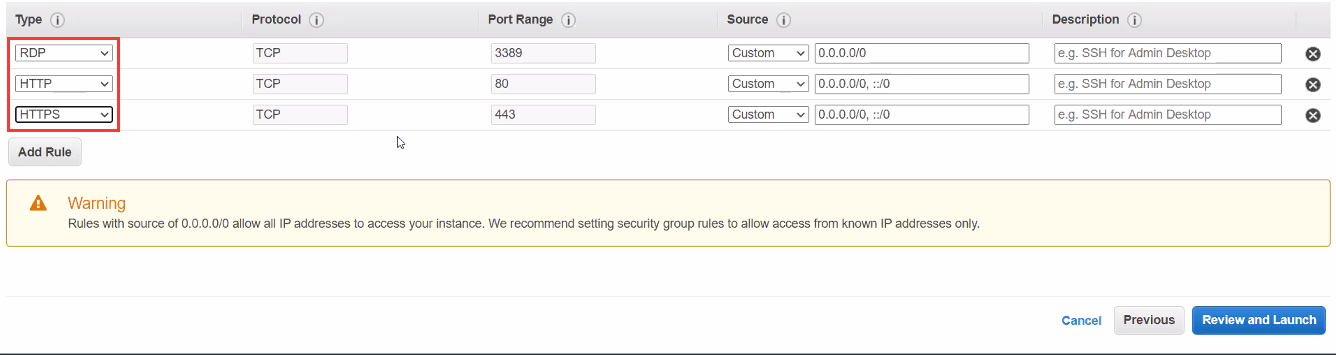 Type i Protocol i Port Range i Source i Description i
RDP TCP 3389 Custom 0.0.0.0/0 e.g. SSH for Admin Desktop
HTTP TCP 80 Custom 0.0.0.0/0, ::/0 e.g. SSH for Admin Desktop
HTTPS TCP 443 Custom 0.0.0.0/0, ::/0 e.g. SSH for Admin Desktop
Add Rule
Warning
Rules with source of 0.0.0.0/0 allow all IP addresses to access your instance. We recommend setting security group rules to allow access from known IP addresses only.
Cancel Previous Review and Launch